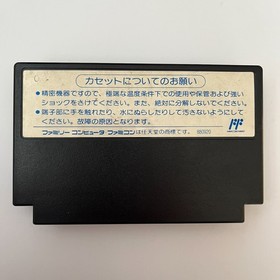 カセットについてのお願い
●精密機器ですので、極端な温度条件下での使用や保管および強い
ショックをさけてください。また、絶対に分解しないでください。
●端子部に手を触れたり、水にぬらしたりして汚さないようにして
ください。故障の原因となります。
ファミリーコンピュータ・ファミコンは任天堂の商標です。
FF